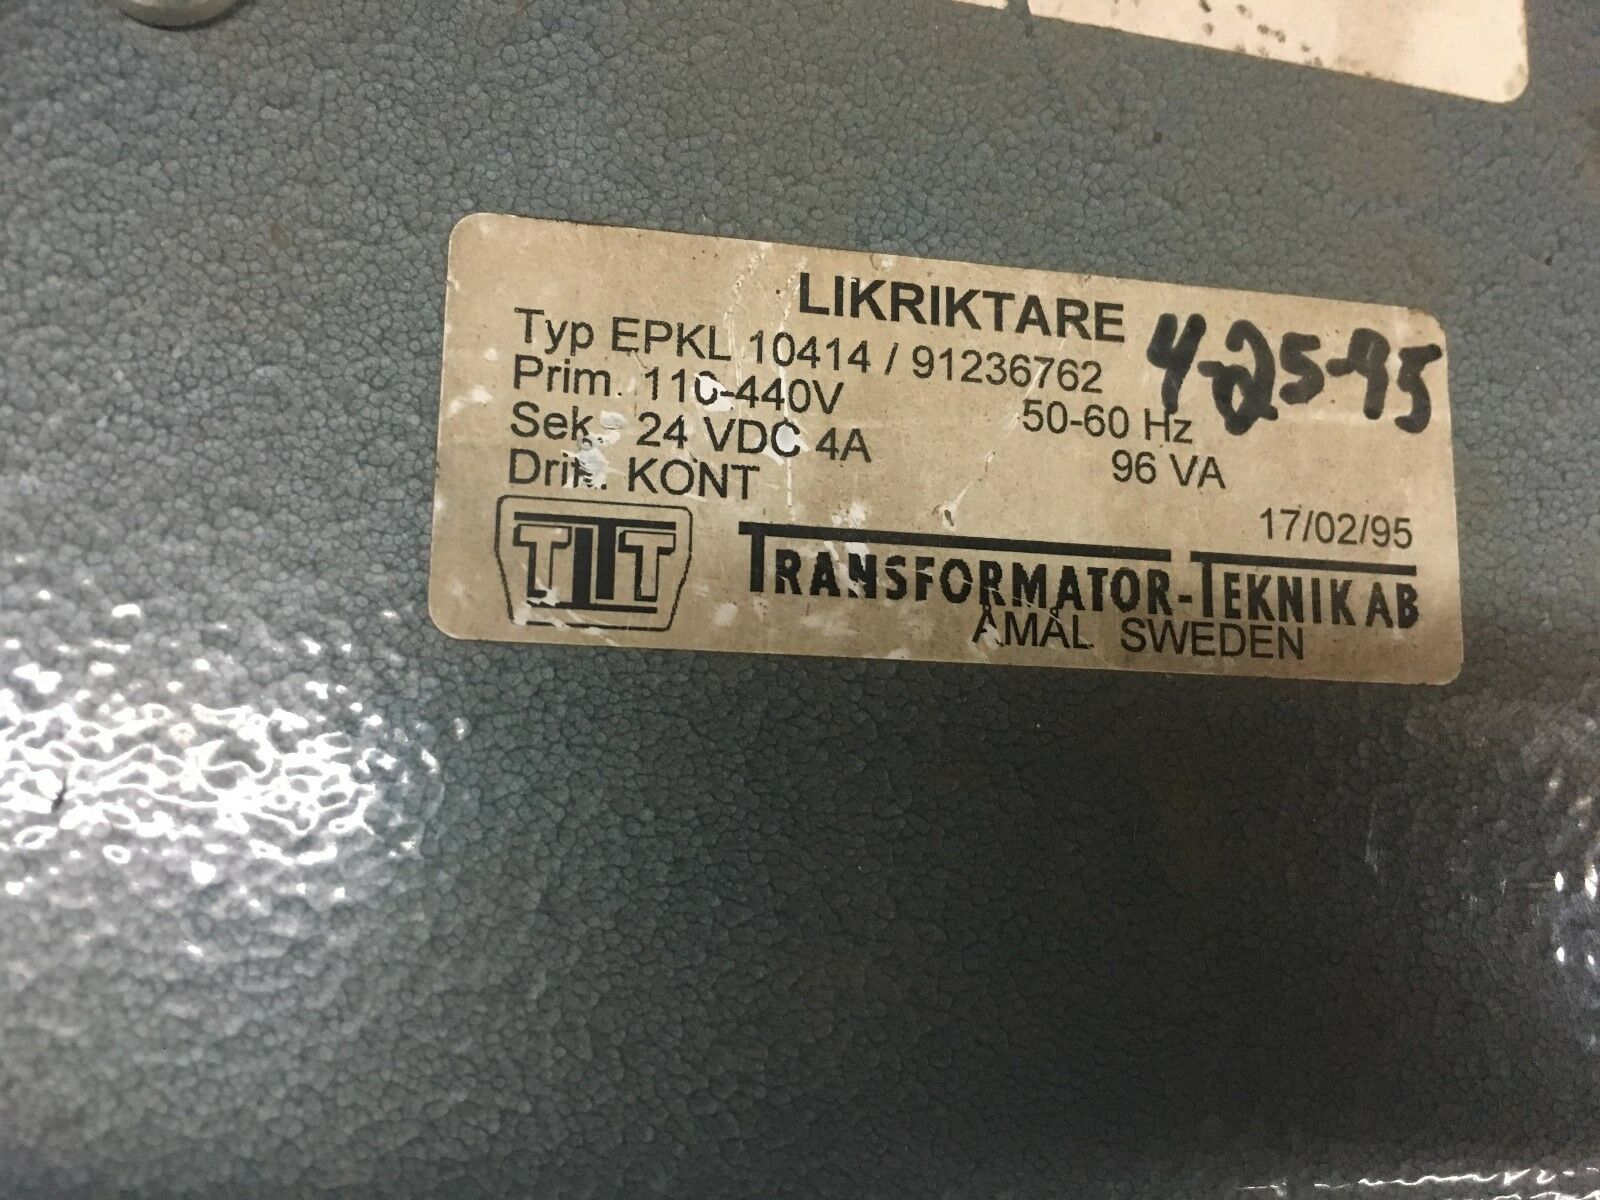 LIKRIKTARE
Typ EPKL 10414 / 91236762
4-25-95
Prim. 110-440V 50-60 Hz
Sek. 24 VDC 4A 96 VA
Drift. KONT
17/02/95
TT TRANSFORMATOR-TEKNIK AB
ÅMÅL SWEDEN